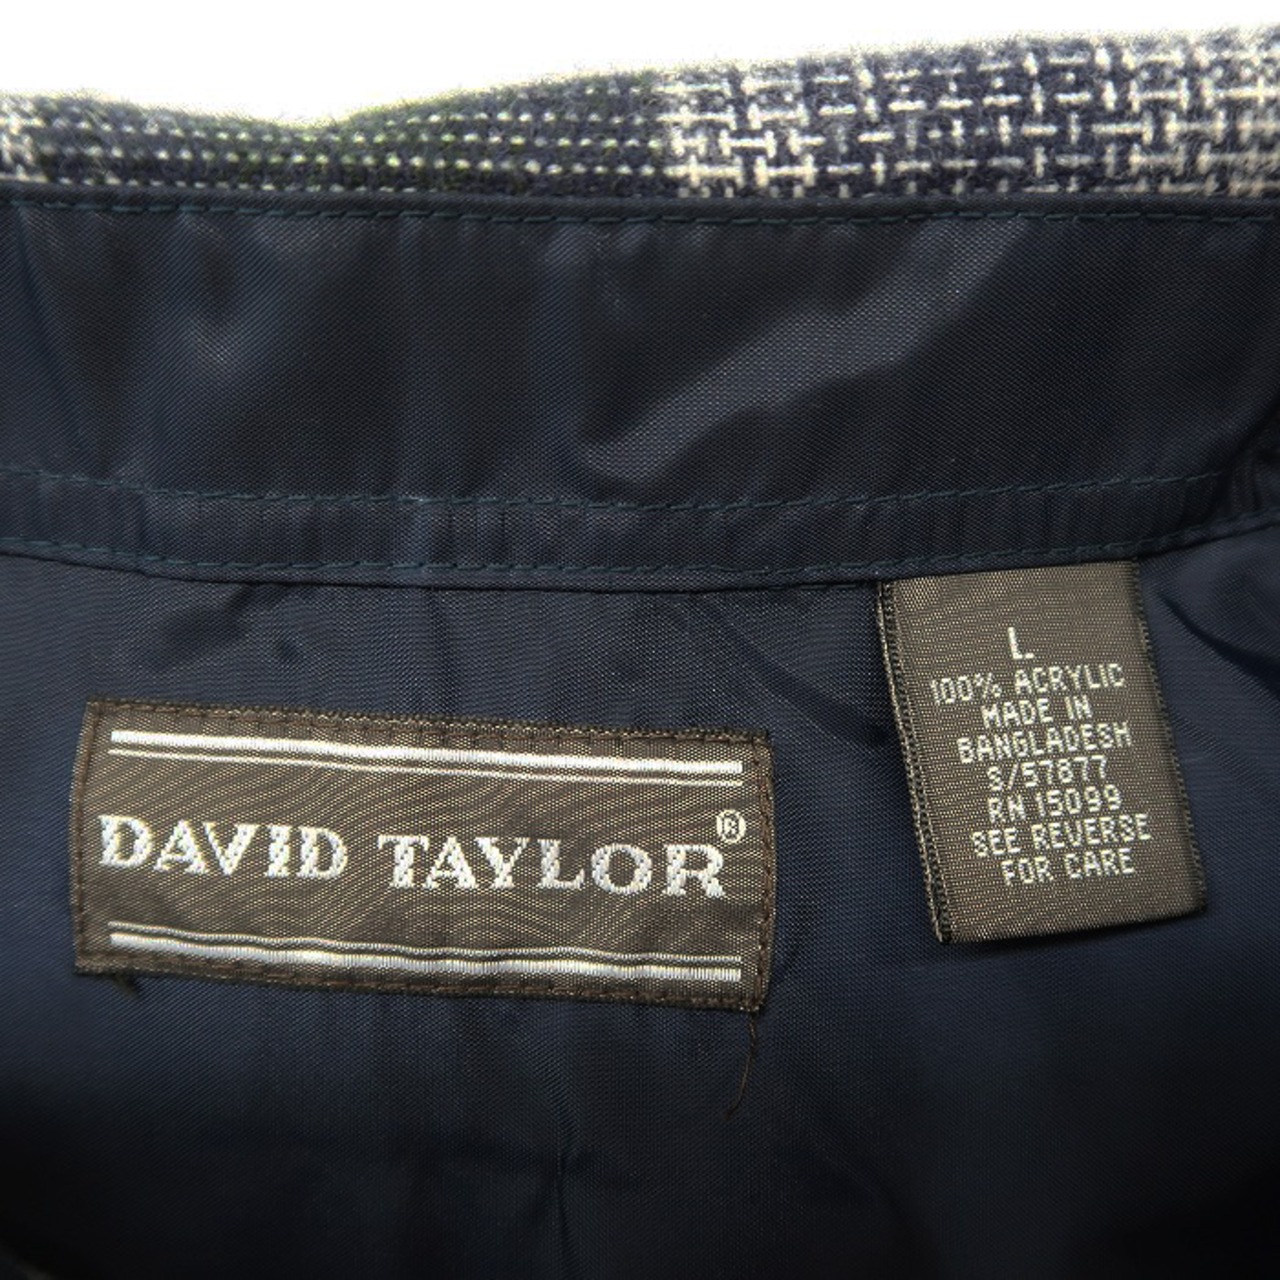 DAVID TAYLOR®
L
100% ACRYLIC
MADE IN
BANGLADESH
S/57877
RN 15099
SEE REVERSE
FOR CARE